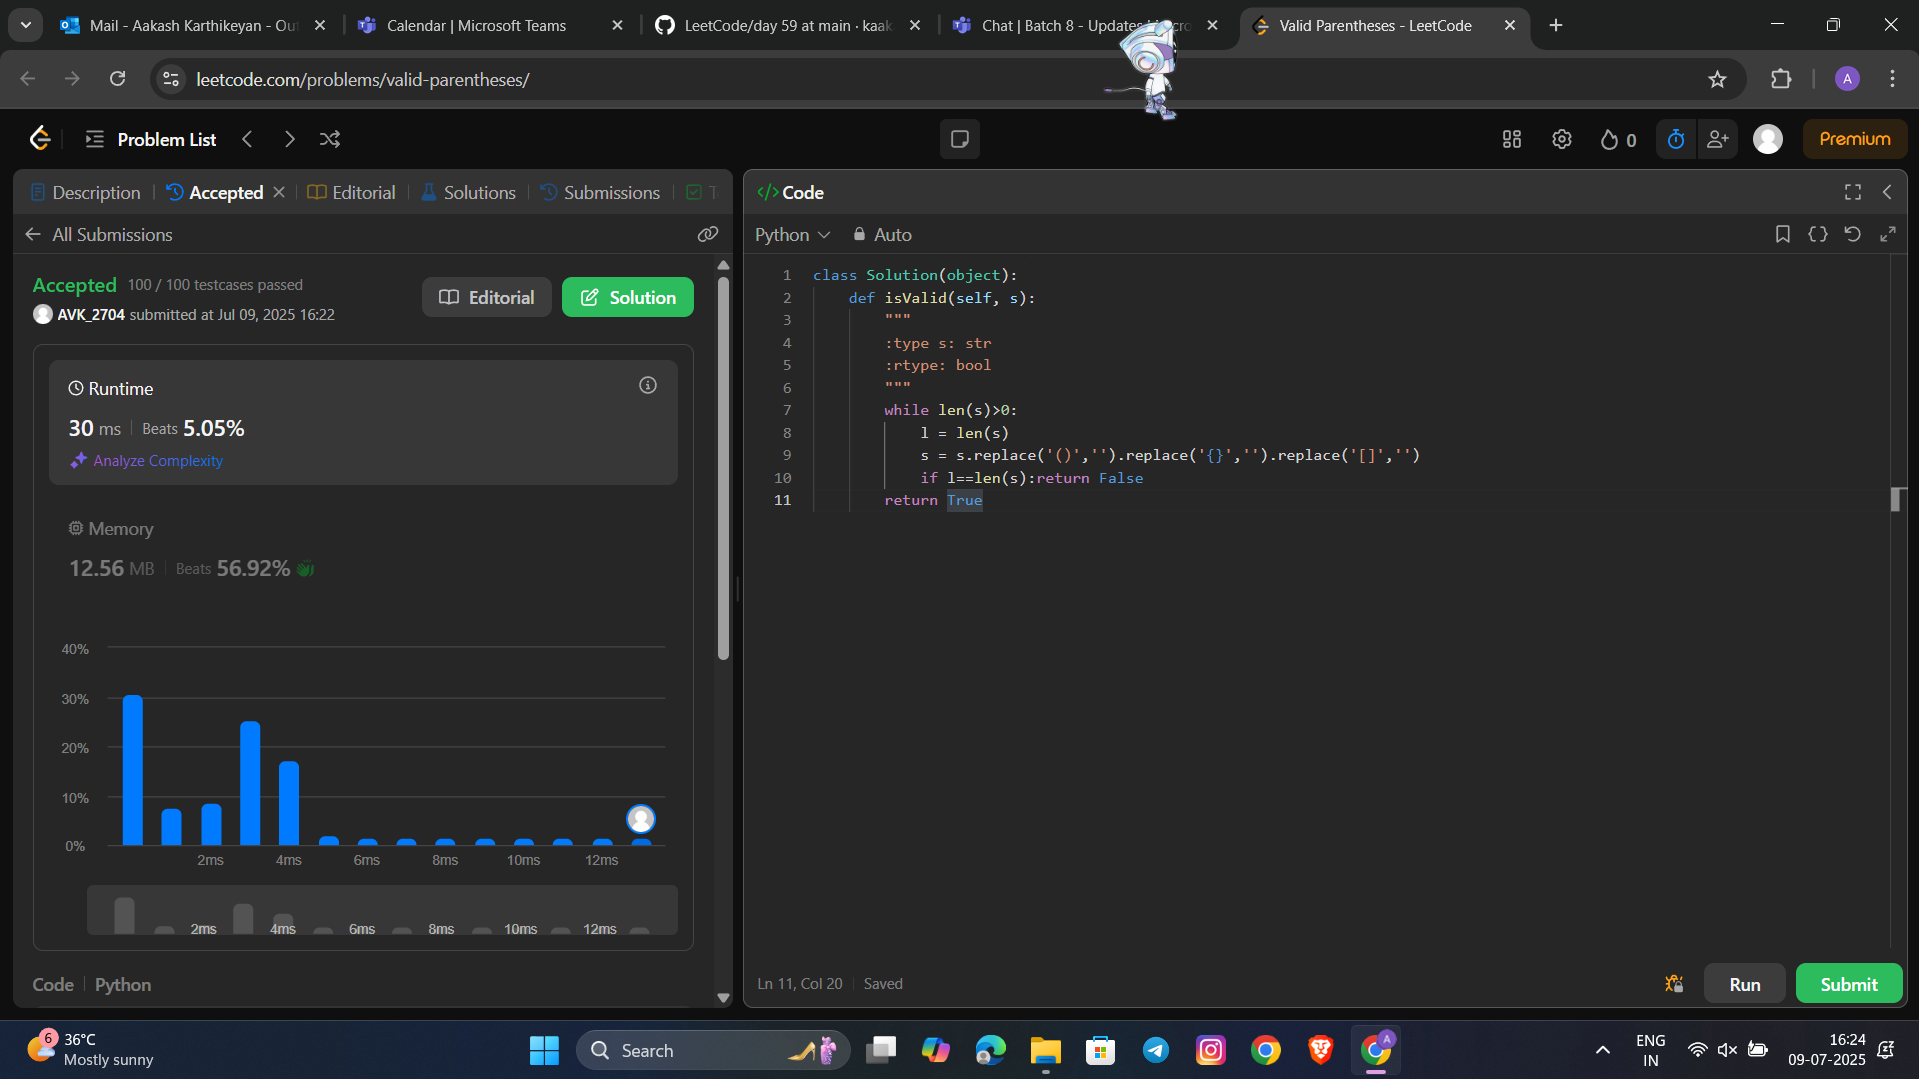 Mail - Aakash Karthikeyan - Out
Calendar | Microsoft Teams
LeetCode/day 59 at main · kaak
Chat | Batch 8 - Updates
Valid Parentheses - LeetCode
leetcode.com/problems/valid-parentheses/
A
Problem List
0
Premium
Description
Accepted
Editorial
Solutions
Submissions
T
</> Code
All Submissions
Python
Auto
Accepted 100 / 100 testcases passed
AVK_2704 submitted at Jul 09, 2025 16:22
Editorial
Solution
Runtime
30 ms | Beats 5.05%
Analyze Complexity
Memory
12.56 MB | Beats 56.92%
40%
30%
20%
10%
0%
2ms 4ms 6ms 8ms 10ms 12ms
2ms 4ms 6ms 8ms 10ms 12ms
Code | Python
1 class Solution(object):
2 def isValid(self, s):
3 """
4 :type s: str
5 :rtype: bool
6 """
7 while len(s)>0:
8 l = len(s)
9 s = s.replace('()','').replace('{}','').replace('[]','')
10 if l==len(s):return False
11 return True
Ln 11, Col 20 | Saved
Run
Submit
6
36°C
Mostly sunny
Search
A
ENG
IN
16:24
09-07-2025